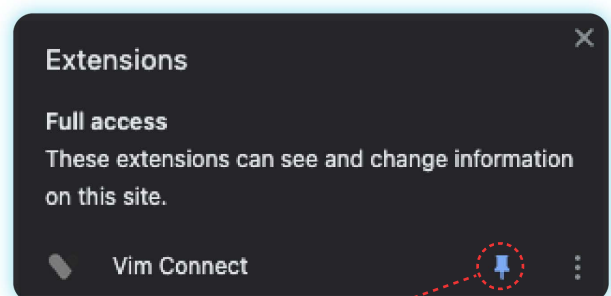 Extensions
Full access
These extensions can see and change information
on this site.
Vim Connect